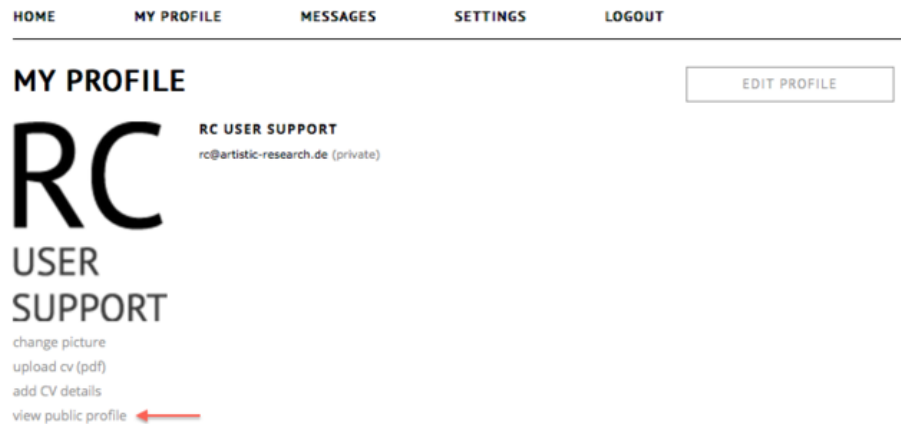 HOME MY PROFILE MESSAGES SETTINGS LOGOUT
MY PROFILE
EDIT PROFILE
RC
USER
SUPPORT
RC USER SUPPORT
rc@artistic-research.de (private)
change picture
upload cv (pdf)
add CV details
view public profile